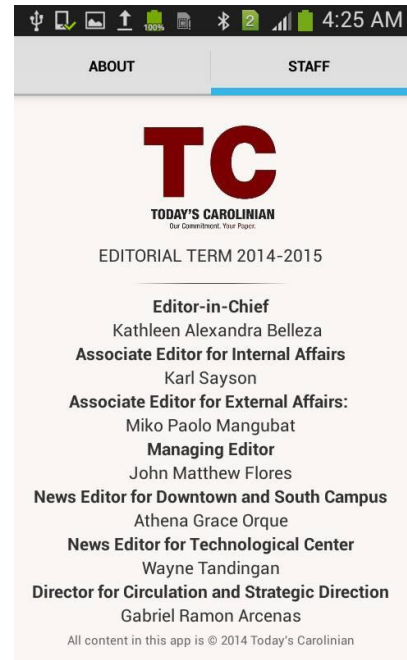 100%
2
4:25 AM
ABOUT
STAFF
TC
TODAY'S CAROLINIAN
Our Commitment. Your Paper.
EDITORIAL TERM 2014-2015
Editor-in-Chief
Kathleen Alexandra Belleza
Associate Editor for Internal Affairs
Karl Sayson
Associate Editor for External Affairs:
Miko Paolo Mangubat
Managing Editor
John Matthew Flores
News Editor for Downtown and South Campus
Athena Grace Orque
News Editor for Technological Center
Wayne Tandingan
Director for Circulation and Strategic Direction
Gabriel Ramon Arcenas
All content in this app is © 2014 Today's Carolinian